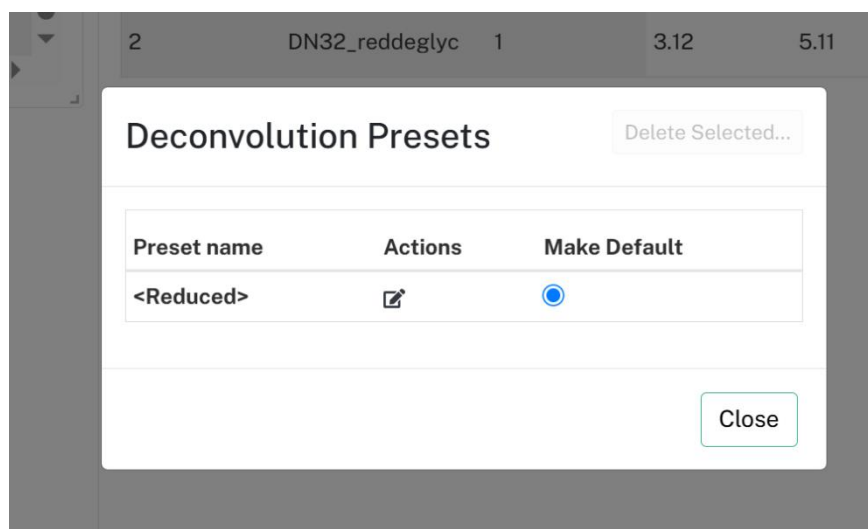 2 DN32_reddeglyc 1 3.12 5.11
Deconvolution Presets Delete Selected...
Preset name Actions Make Default
<Reduced>
Close